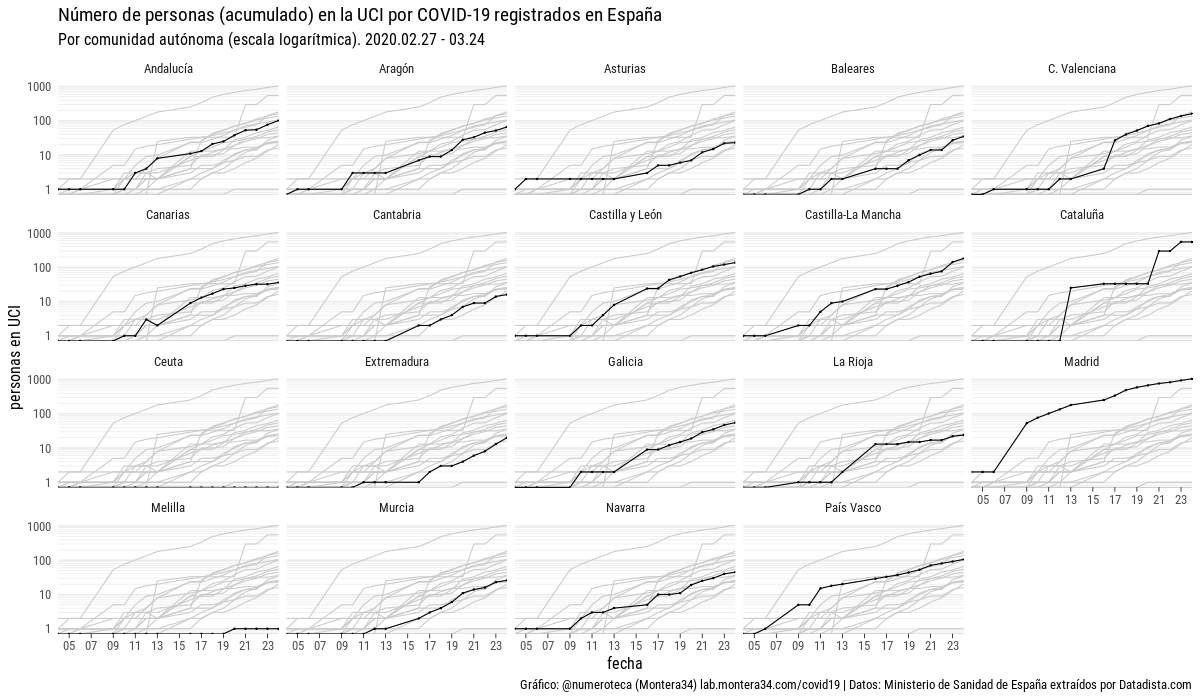 Número de personas (acumulado) en la UCI por COVID-19 registrados en España
Por comunidad autónoma (escala logarítmica). 2020.02.27 - 03.24
Andalucía Aragón Asturias Baleares C. Valenciana
1000
100
10
1
Canarias Cantabria Castilla y León Castilla-La Mancha Cataluña
1000
100
10
1
personas en UCI
Ceuta Extremadura Galicia La Rioja Madrid
1000
100
10
1
05 07 09 11 13 15 17 19 21 23
Melilla Murcia Navarra País Vasco
1000
100
10
1
05 07 09 11 13 15 17 19 21 23 05 07 09 11 13 15 17 19 21 23 05 07 09 11 13 15 17 19 21 23 05 07 09 11 13 15 17 19 21 23
fecha
Gráfico: @numeroteca (Montera34) lab.montera34.com/covid19 | Datos: Ministerio de Sanidad de España extraídos por Datadista.com